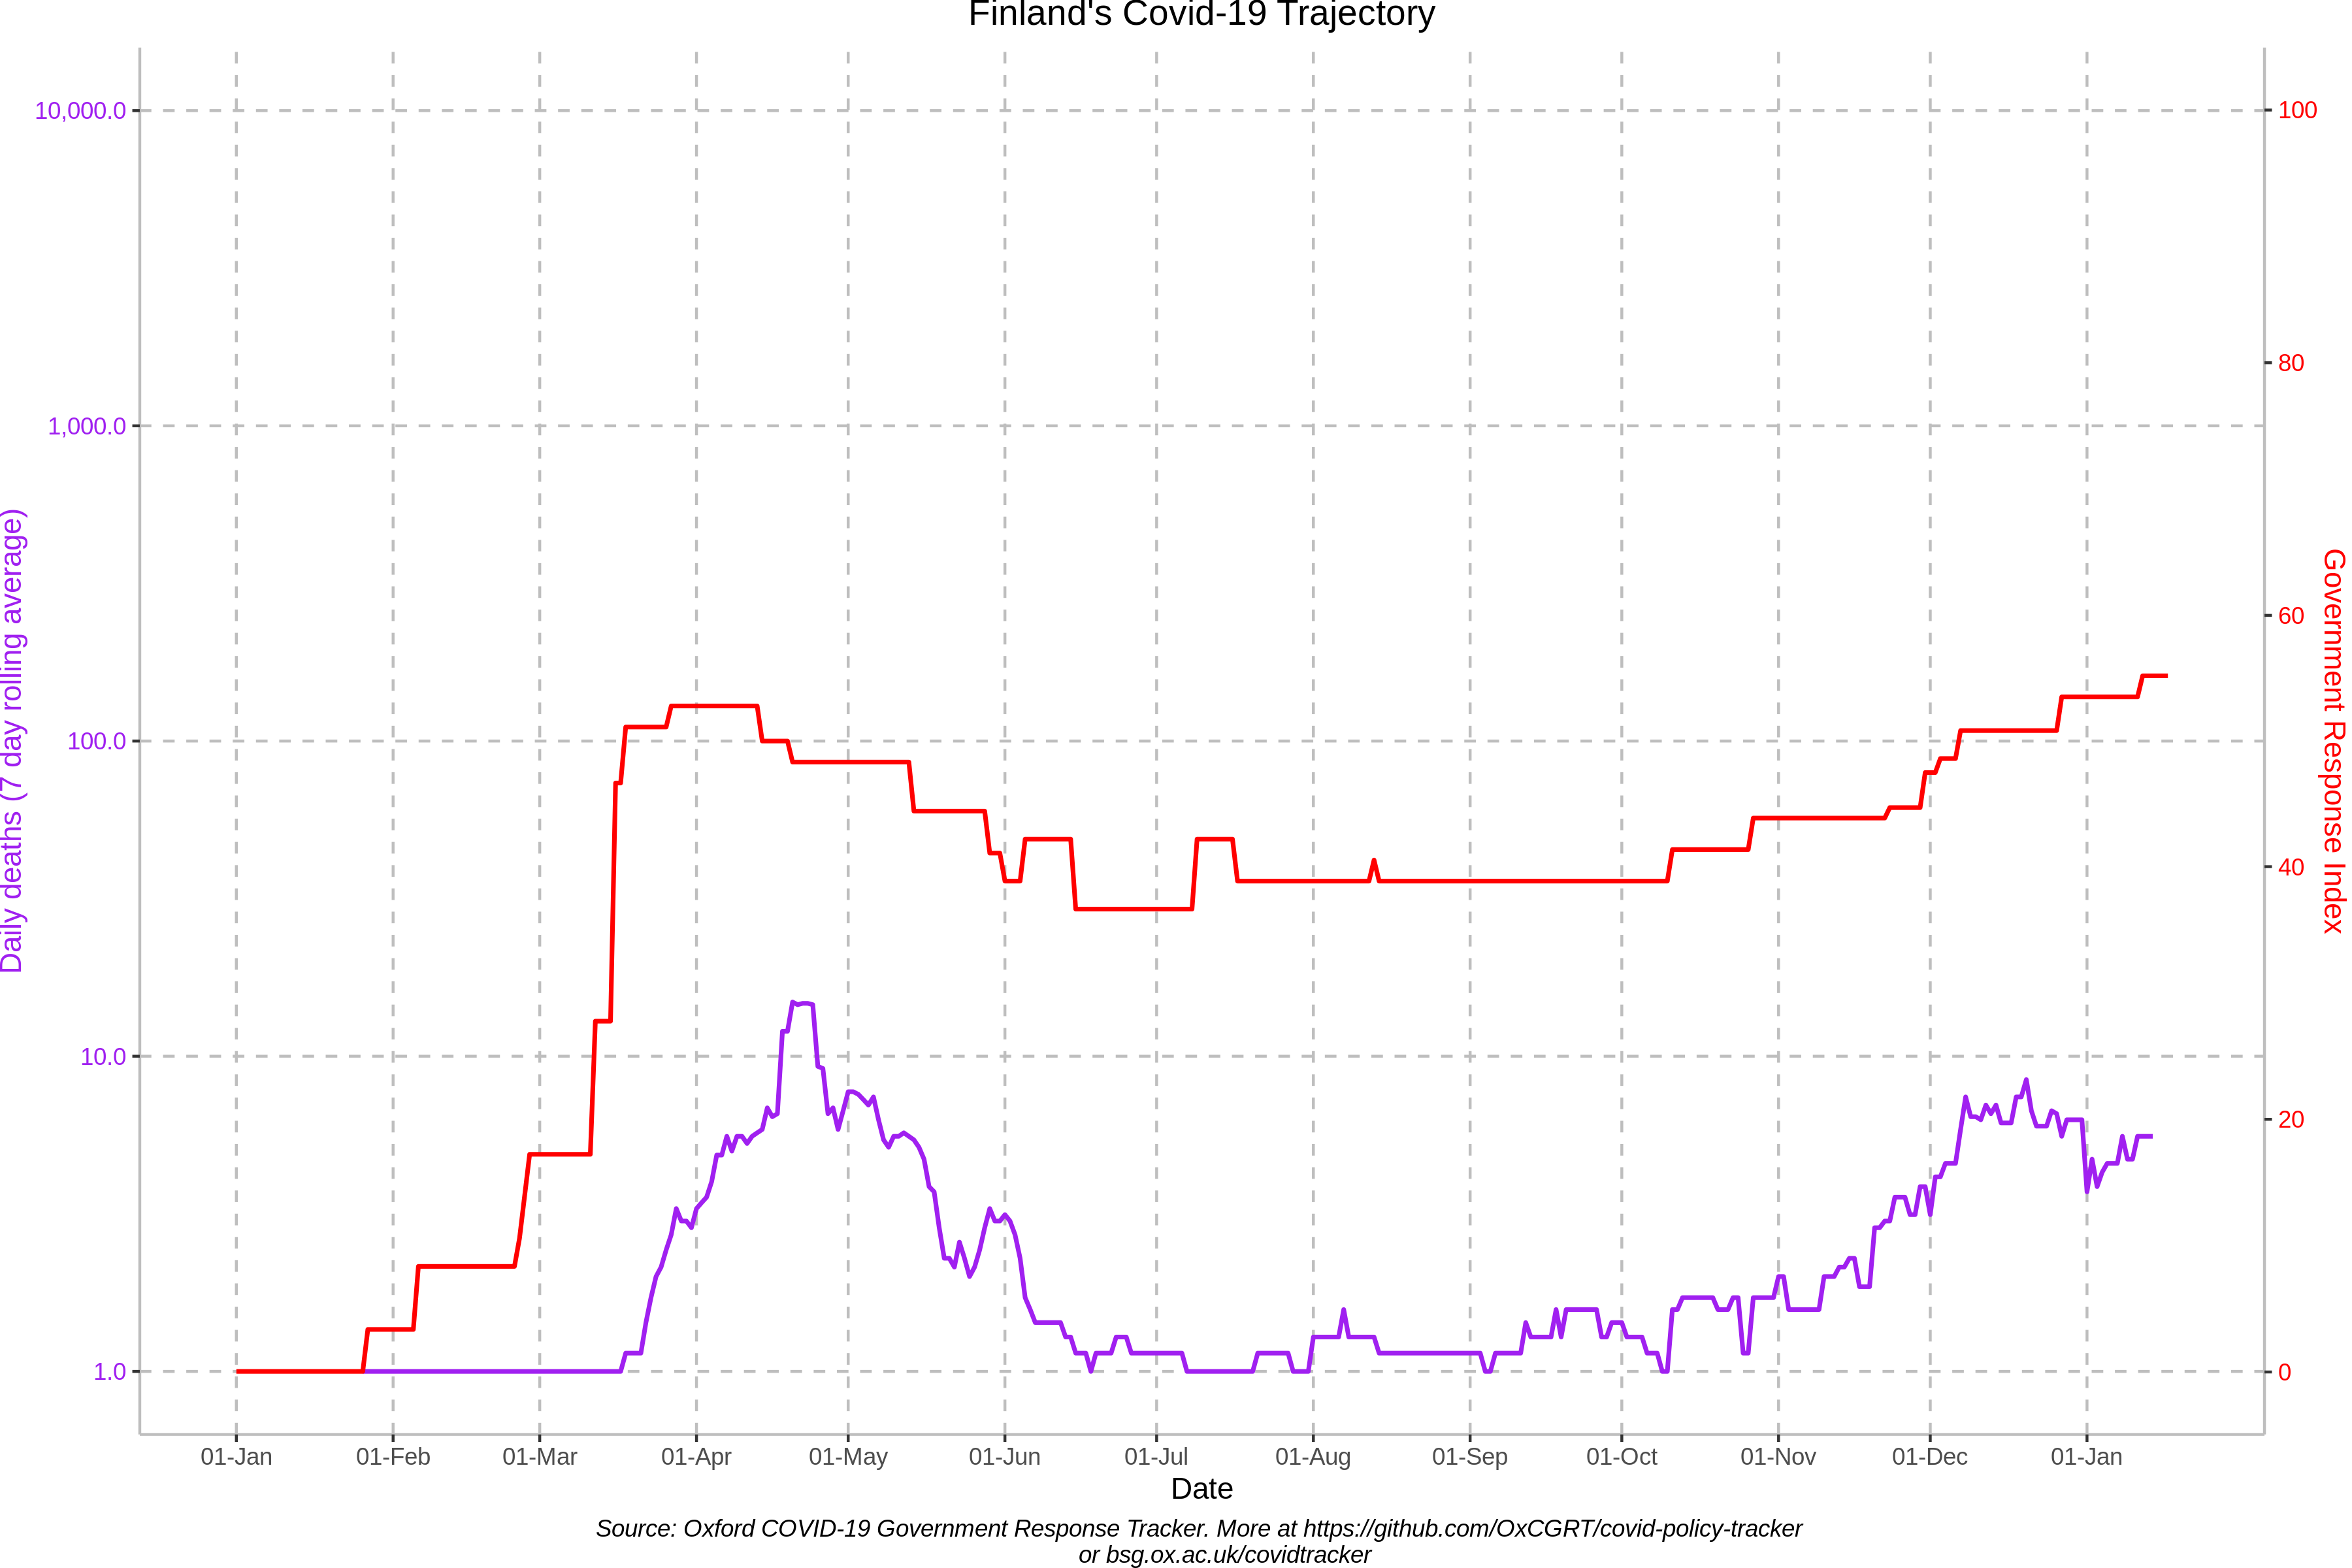 Finland's Covid-19 Trajectory
10,000.0
1,000.0
100.0
10.0
1.0
Daily deaths (7 day rolling average)
100
80
60
40
20
0
Government Response Index
01-Jan
01-Feb
01-Mar
01-Apr
01-May
01-Jun
01-Jul
01-Aug
01-Sep
01-Oct
01-Nov
01-Dec
01-Jan
Date
Source: Oxford COVID-19 Government Response Tracker. More at https://github.com/OxCGRT/covid-policy-tracker
or bsg.ox.ac.uk/covidtracker